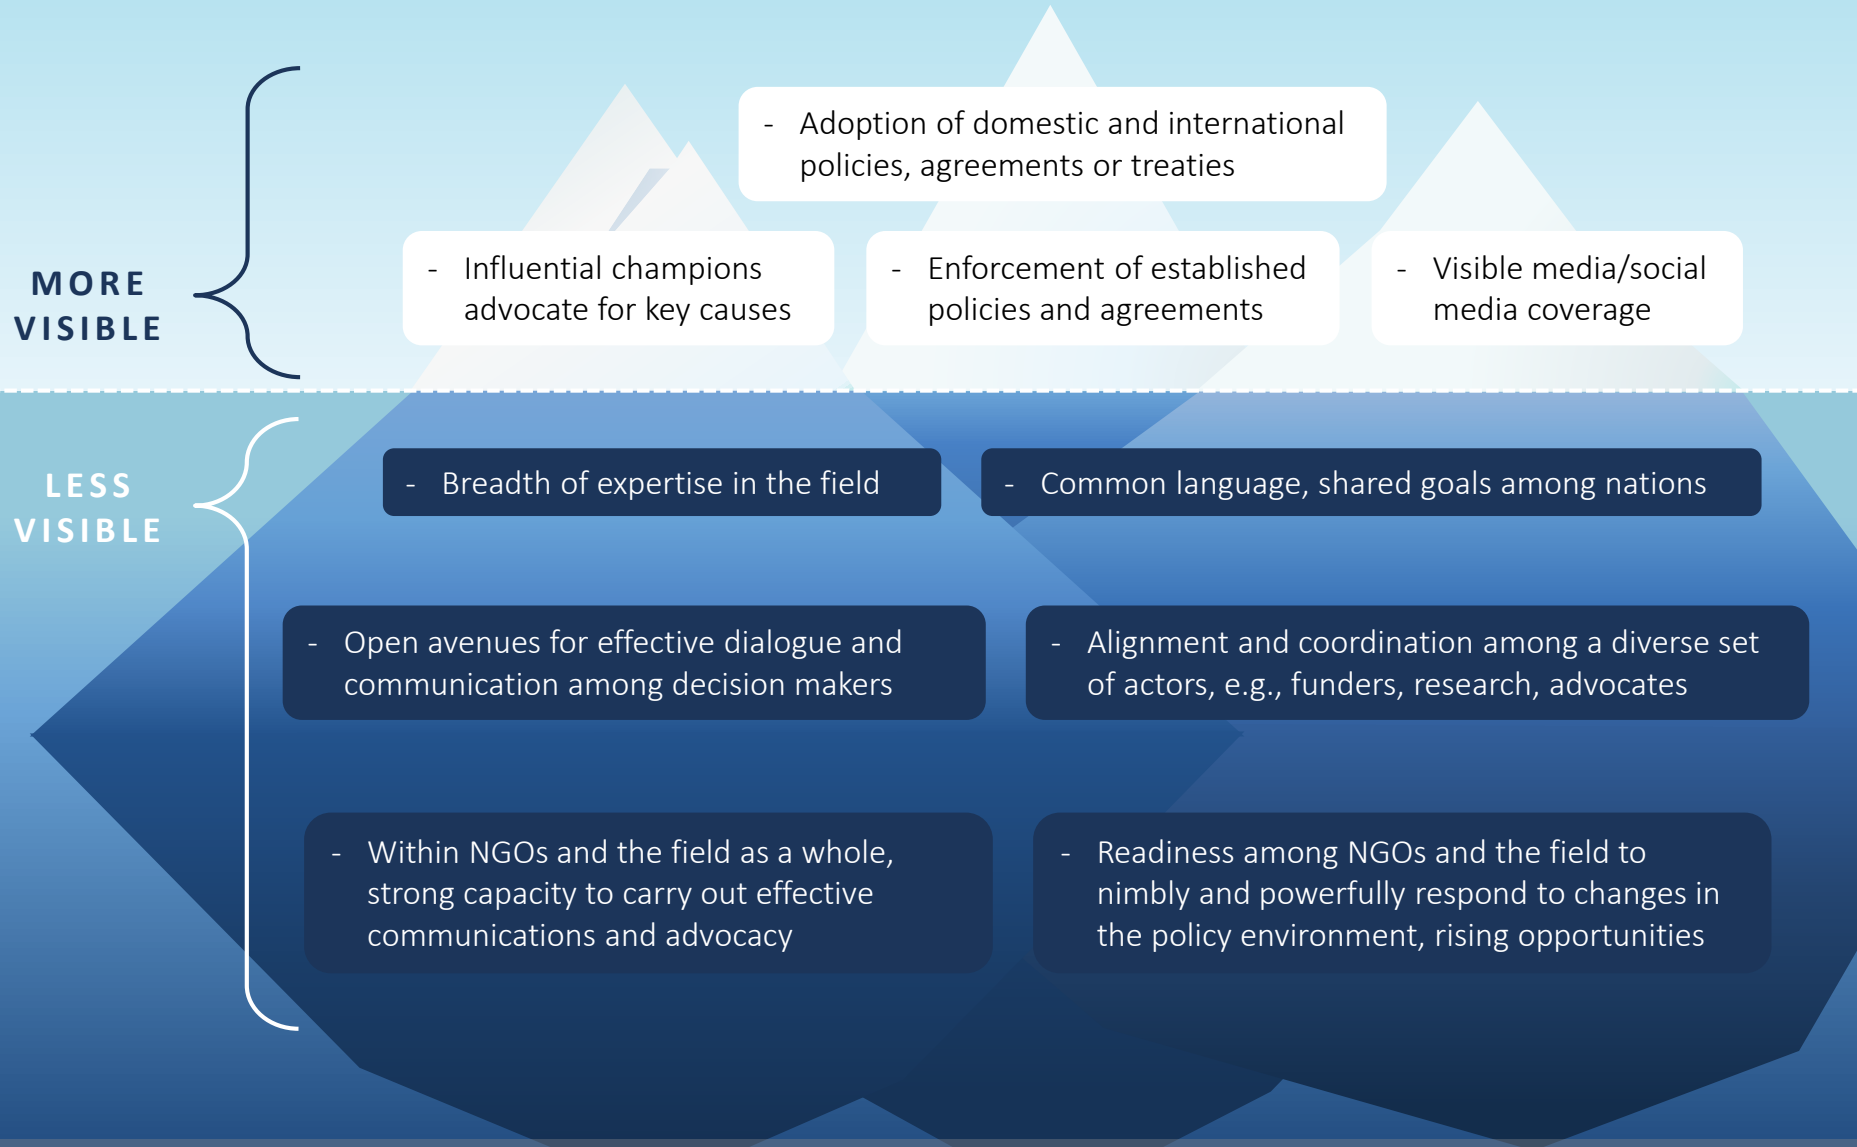 - Adoption of domestic and international
policies, agreements or treaties
MORE
VISIBLE
- Influential champions
advocate for key causes
- Enforcement of established
policies and agreements
- Visible media/social
media coverage
LESS
VISIBLE
- Breadth of expertise in the field
- Common language, shared goals among nations
- Open avenues for effective dialogue and
communication among decision makers
- Alignment and coordination among a diverse set
of actors, e.g., funders, research, advocates
- Within NGOs and the field as a whole,
strong capacity to carry out effective
communications and advocacy
- Readiness among NGOs and the field to
nimbly and powerfully respond to changes in
the policy environment, rising opportunities